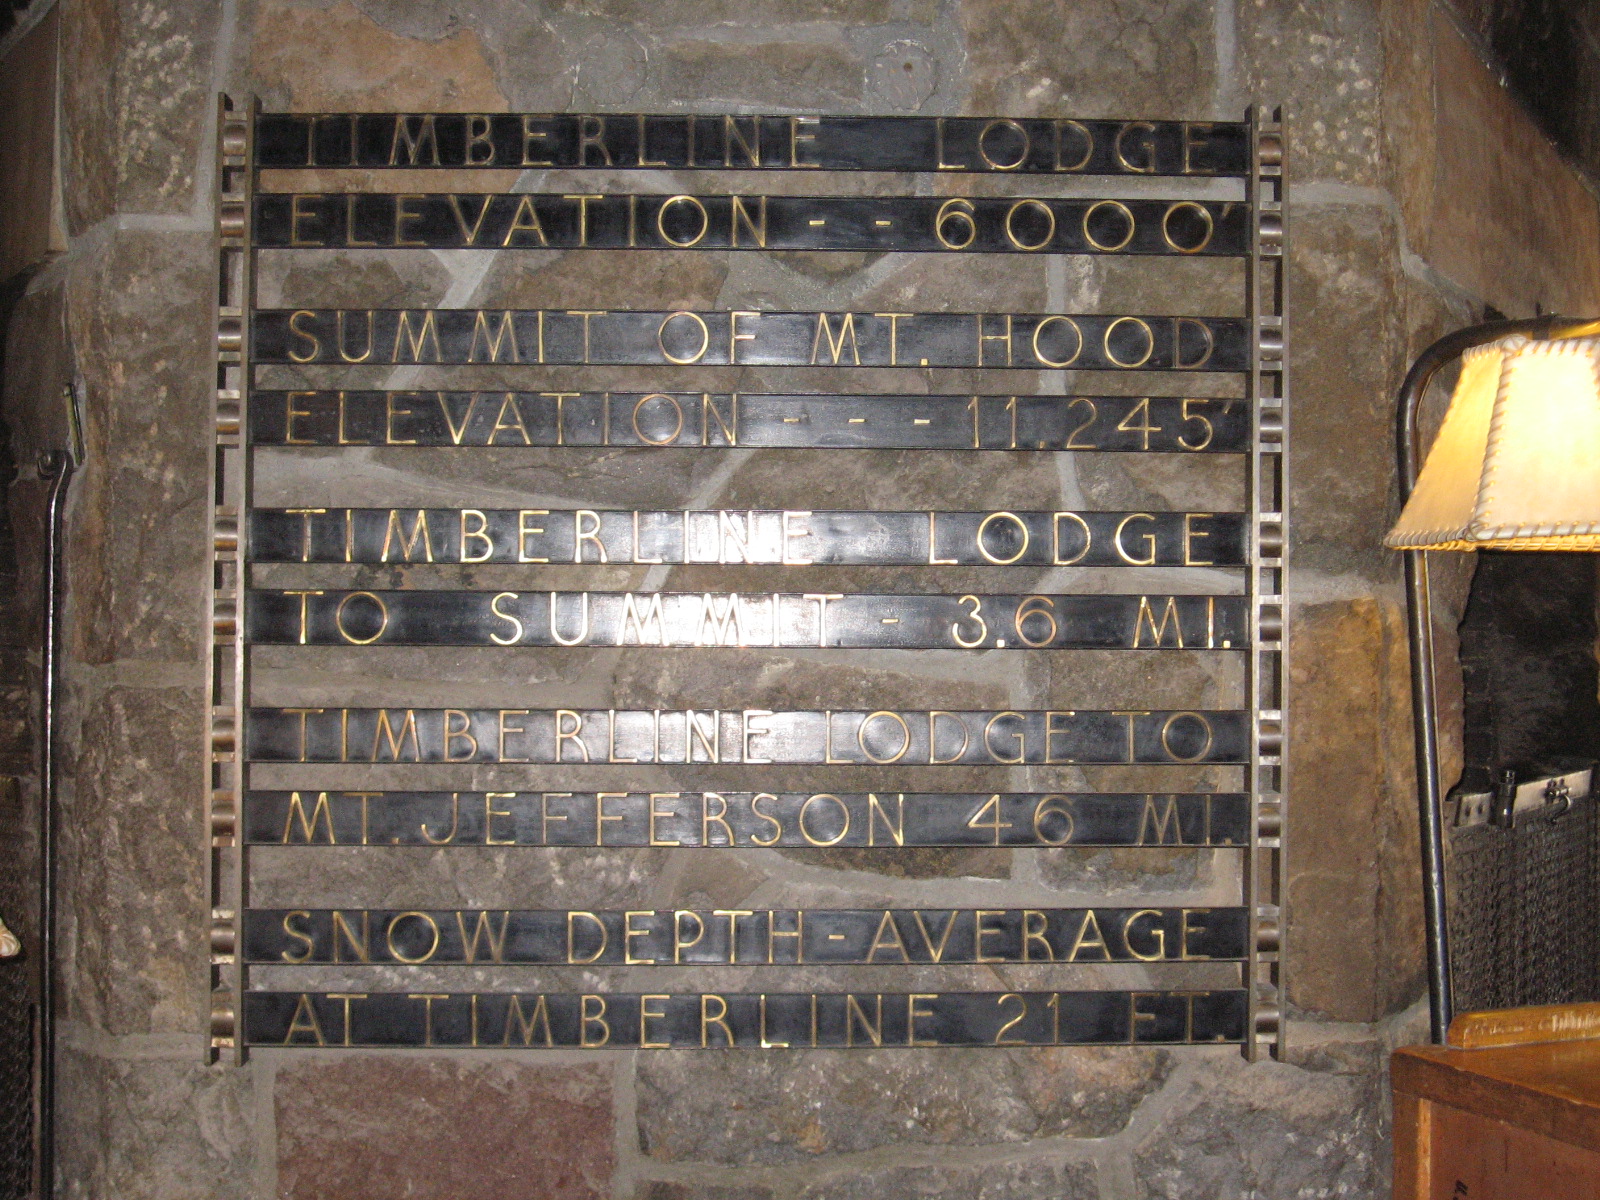 TIMBERLINE LODGE
ELEVATION - - 6000'
SUMMIT OF MT. HOOD
ELEVATION - - - 11,245'
TIMBERLINE LODGE
TO SUMMIT - 3.6 MI.
TIMBERLINE LODGE TO
MT. JEFFERSON 46 MI.
SNOW DEPTH - AVERAGE
AT TIMBERLINE 21 FT.